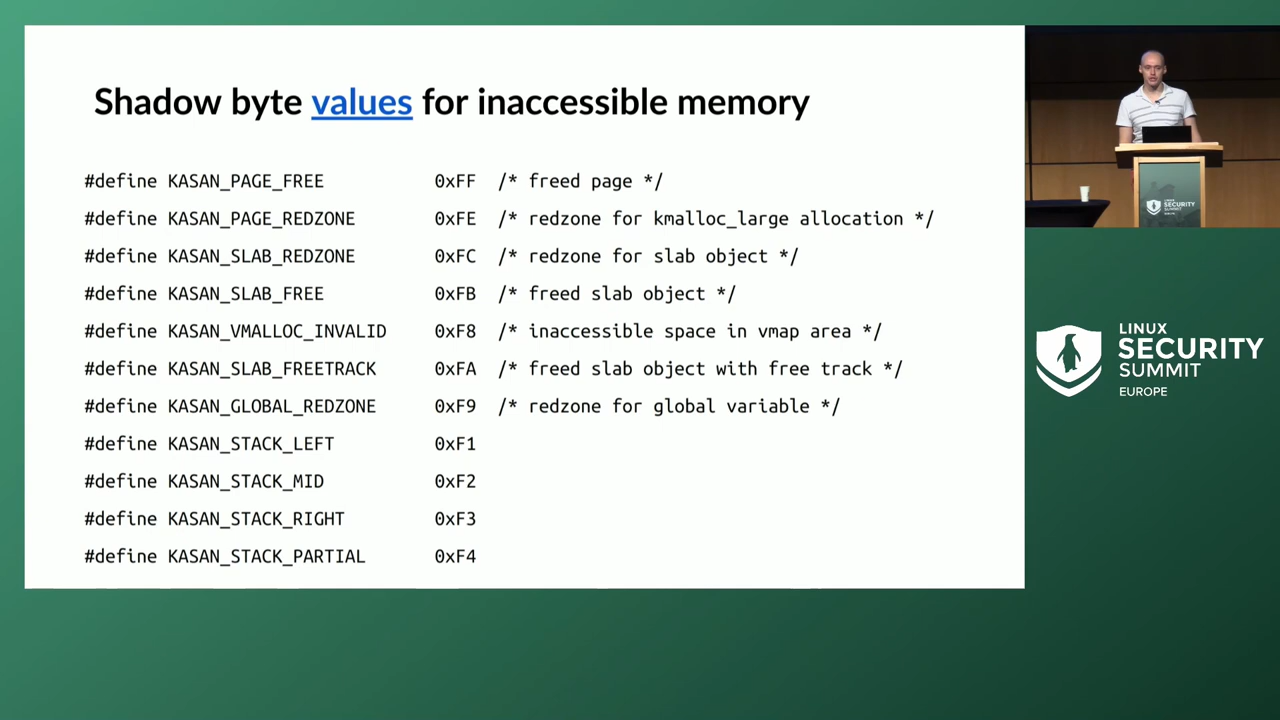 Shadow byte values for inaccessible memory
#define KASAN_PAGE_FREE 0xFF /* freed page */
#define KASAN_PAGE_REDZONE 0xFE /* redzone for kmalloc_large allocation */
#define KASAN_SLAB_REDZONE 0xFC /* redzone for slab object */
#define KASAN_SLAB_FREE 0xFB /* freed slab object */
#define KASAN_VMALLOC_INVALID 0xF8 /* inaccessible space in vmap area */
#define KASAN_SLAB_FREETRACK 0xFA /* freed slab object with free track */
#define KASAN_GLOBAL_REDZONE 0xF9 /* redzone for global variable */
#define KASAN_STACK_LEFT 0xF1
#define KASAN_STACK_MID 0xF2
#define KASAN_STACK_RIGHT 0xF3
#define KASAN_STACK_PARTIAL 0xF4
SECURITY
SUMMIT
LINUX
SECURITY
SUMMIT
EUROPE